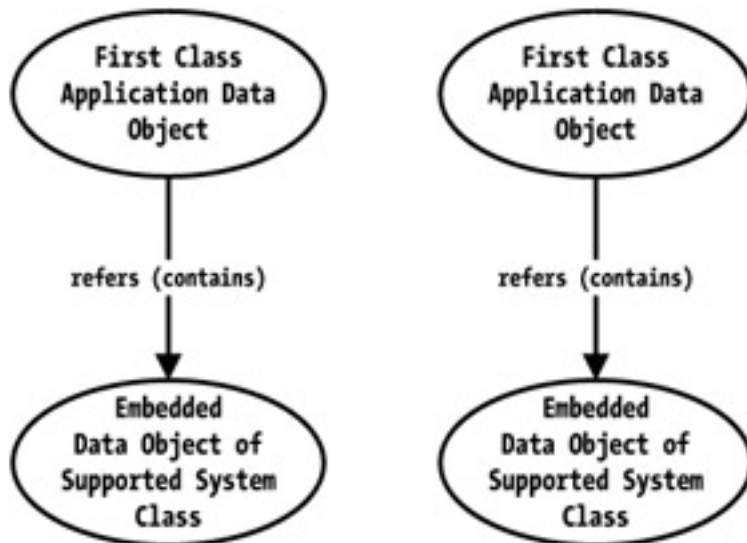 First Class
Application Data
Object
First Class
Application Data
Object
refers (contains)
refers (contains)
Embedded
Data Object of
Supported System
Class
Embedded
Data Object of
Supported System
Class